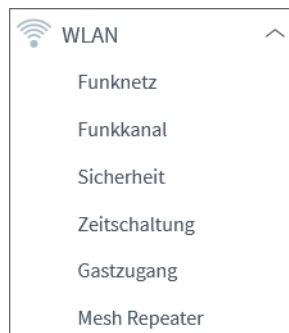 WLAN
Funknetz
Funkkanal
Sicherheit
Zeitschaltung
Gastzugang
Mesh Repeater